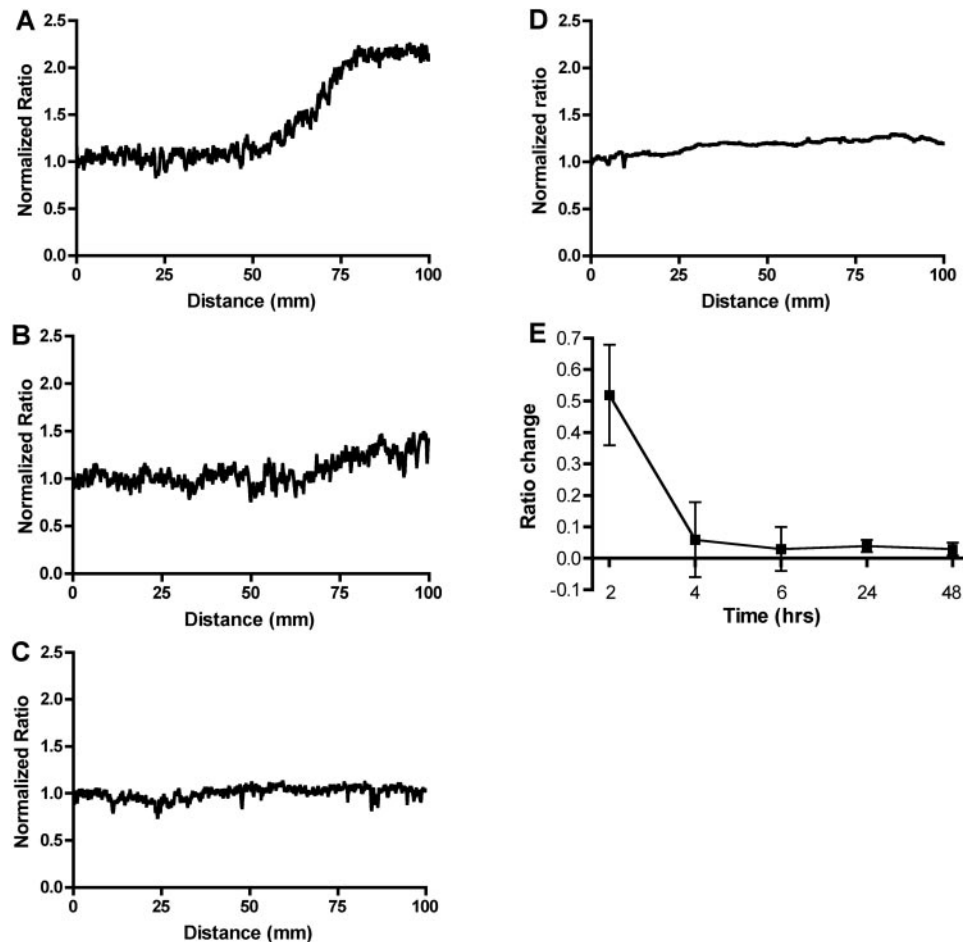 A
Normalized Ratio
2.5
2.0
1.5
1.0
0.5
0.0
0 25 50 75 100
Distance (mm)
B
Normalized Ratio
2.5
2.0
1.5
1.0
0.5
0.0
0 25 50 75 100
Distance (mm)
C
Normalized Ratio
2.5
2.0
1.5
1.0
0.5
0.0
0 25 50 75 100
Distance (mm)
D
Normalized ratio
2.5
2.0
1.5
1.0
0.5
0.0
0 25 50 75 100
Distance (mm)
E
Ratio change
0.7
0.6
0.5
0.4
0.3
0.2
0.1
0.0
-0.1
2 4 6 24 48
Time (hrs)